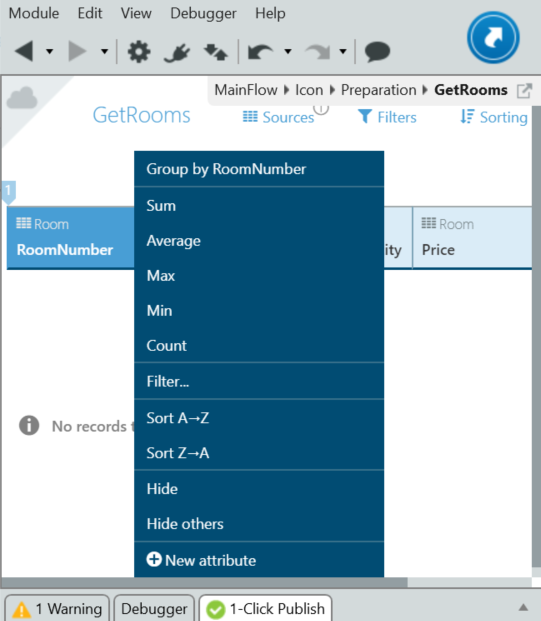 Module Edit View Debugger Help
MainFlow Icon Preparation GetRooms
GetRooms Sources Filters Sorting
1
Group by RoomNumber
Room Room
RoomNumber ity Price
Sum
Average
Max
Min
Count
Filter...
Sort A→Z
No records t
Sort Z→A
Hide
Hide others
New attribute
1 Warning Debugger 1-Click Publish